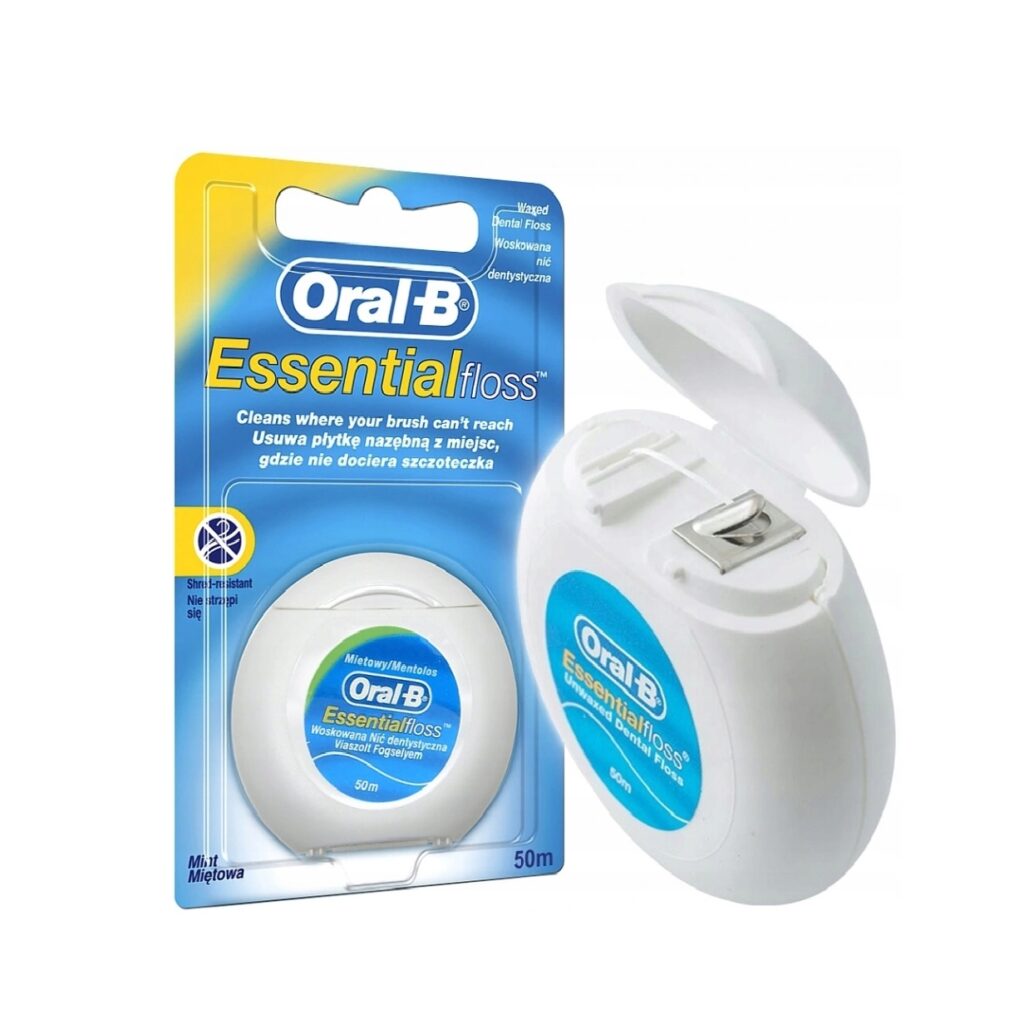 Waxed
Dental Floss
Woskowana
nić
dentystyczna
Oral-B®
Essentialfloss™
Cleans where your brush can't reach
Usuwa płytkę nazębną z miejsc,
gdzie nie dociera szczoteczka
Shred-resistant
Nie strzępi
się
Miętowy/Mentolos
Oral-B®
Essentialfloss™
Woskowana Nić dentystyczna
Viaszolt Fogselyem
50m
Mint
Miętowa
50m
Oral-B®
Essentialfloss®
Unwaxed Dental Floss
50m